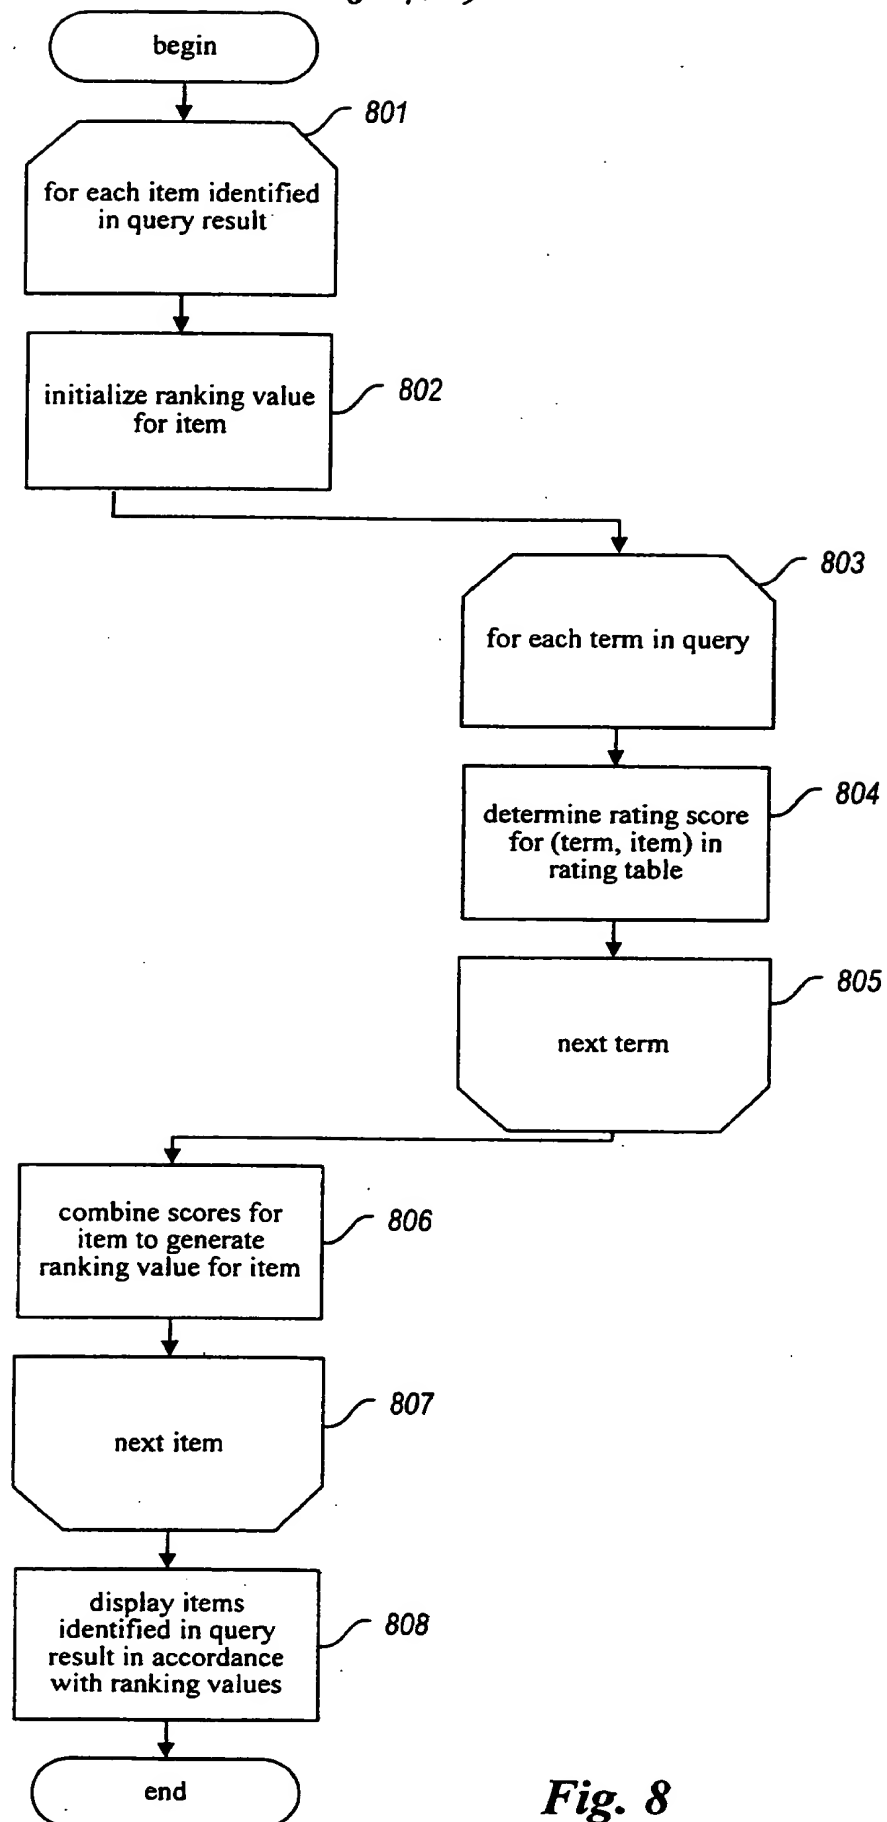 begin
801
for each item identified
in query result
initialize ranking value
for item
802
803
for each term in query
804
determine rating score
for (term, item) in
rating table
805
next term
combine scores for
item to generate
ranking value for item
806
next item
807
display items
identified in query
result in accordance
with ranking values
808
end
Fig. 8